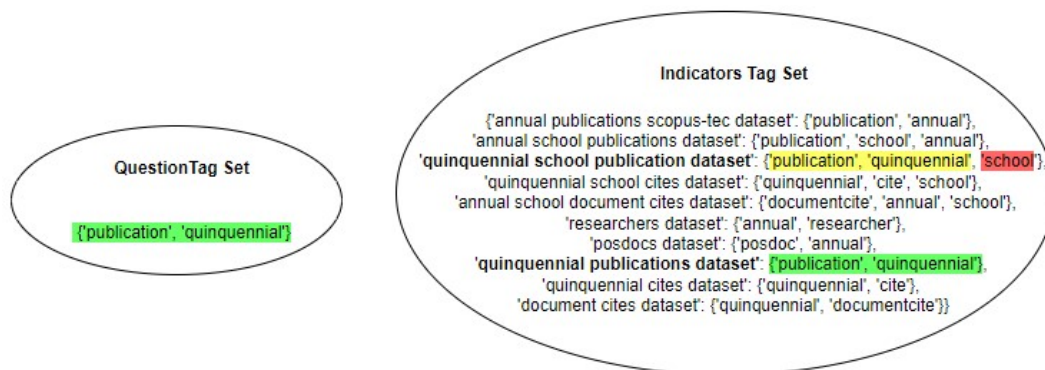 QuestionTag Set
{'publication', 'quinquennial'}
Indicators Tag Set
{'annual publications scopus-tec dataset': {'publication', 'annual'},
'annual school publications dataset': {'publication', 'school', 'annual'},
'quinquennial school publication dataset': {'publication', 'quinquennial', 'school'},
'quinquennial school cites dataset': {'quinquennial', 'cite', 'school'},
'annual school document cites dataset': {'documentcite', 'annual', 'school'},
'researchers dataset': {'annual', 'researcher'},
'posdocs dataset': {'posdoc', 'annual'},
'quinquennial publications dataset': {'publication', 'quinquennial'},
'quinquennial cites dataset': {'quinquennial', 'cite'},
'document cites dataset': {'quinquennial', 'documentcite'}}